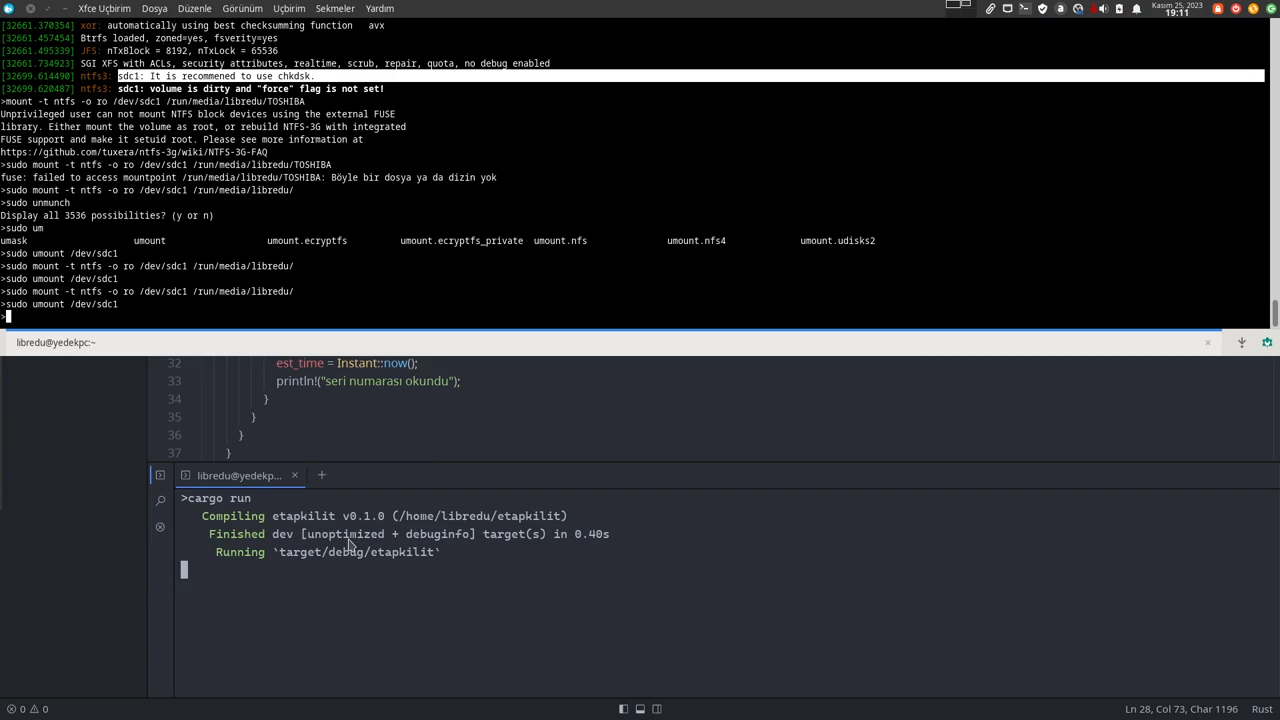 Xfce Uçbirim Dosya Düzenle Görünüm Uçbirim Sekmeler Yardım
Kasım 25, 2023
19:11
[32661.370354] xor: automatically using best checksumming function   avx
[32661.457454] Btrfs loaded, zoned=yes, fsverity=yes
[32661.495339] JFS: nTxBlock = 8192, nTxLock = 65536
[32661.734923] SGI XFS with ACLs, security attributes, realtime, scrub, repair, quota, no debug enabled
[32699.614490] ntfs3: sdc1: It is recommened to use chkdsk.
[32699.620487] ntfs3: sdc1: volume is dirty and "force" flag is not set!
>mount -t ntfs -o ro /dev/sdc1 /run/media/libredu/TOSHIBA
Unprivileged user can not mount NTFS block devices using the external FUSE
library. Either mount the volume as root, or rebuild NTFS-3G with integrated
FUSE support and make it setuid root. Please see more information at
https://github.com/tuxera/ntfs-3g/wiki/NTFS-3G-FAQ
>sudo mount -t ntfs -o ro /dev/sdc1 /run/media/libredu/TOSHIBA
fuse: failed to access mountpoint /run/media/libredu/TOSHIBA: Böyle bir dosya ya da dizin yok
>sudo mount -t ntfs -o ro /dev/sdc1 /run/media/libredu/
>sudo unmunch
Display all 3536 possibilities? (y or n)
>sudo um
umask umount umount.ecryptfs umount.ecryptfs_private umount.nfs umount.nfs4 umount.udisks2
>sudo umount /dev/sdc1
>sudo mount -t ntfs -o ro /dev/sdc1 /run/media/libredu/
>sudo umount /dev/sdc1
>sudo mount -t ntfs -o ro /dev/sdc1 /run/media/libredu/
>sudo umount /dev/sdc1
>
libredu@yedekpc:~
32 est_time = Instant::now();
33 println!("seri numarası okundu");
34 }
35 }
36 }
37 }
libredu@yedekp...
>cargo run
Compiling etapkilit v0.1.0 (/home/libredu/etapkilit)
Finished dev [unoptimized + debuginfo] target(s) in 0.40s
Running `target/debug/etapkilit`
0 0 Ln 28, Col 73, Char 1196 Rust